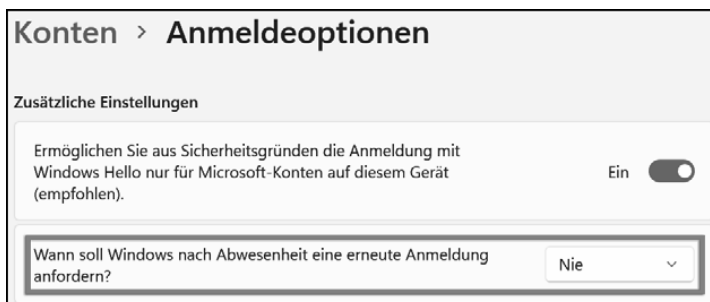 Konten > Anmeldeoptionen
Zusätzliche Einstellungen
Ermöglichen Sie aus Sicherheitsgründen die Anmeldung mit
Windows Hello nur für Microsoft-Konten auf diesem Gerät
(empfohlen).
Ein
Wann soll Windows nach Abwesenheit eine erneute Anmeldung
anfordern?
Nie